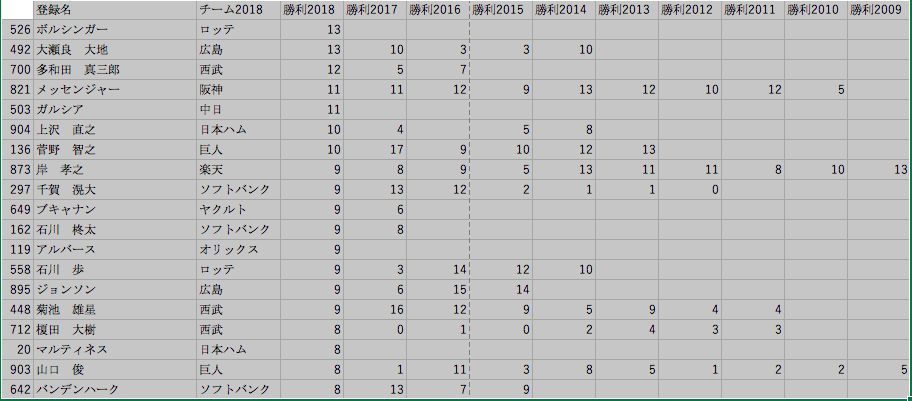 登録名 チーム2018 勝利2018 勝利2017 勝利2016 勝利2015 勝利2014 勝利2013 勝利2012 勝利2011 勝利2010 勝利2009
526 ボルシンガー ロッテ 13
492 大瀬良 大地 広島 13 10 3 3 10
700 多和田 真三郎 西武 12 5 7
821 メッセンジャー 阪神 11 11 12 9 13 12 10 12 5
503 ガルシア 中日 11
904 上沢 直之 日本ハム 10 4 5 8
136 菅野 智之 巨人 10 17 9 10 12 13
873 岸 孝之 楽天 9 8 9 5 13 11 11 8 10 13
297 千賀 滉大 ソフトバンク 9 13 12 2 1 1 0
649 ブキャナン ヤクルト 9 6
162 石川 柊太 ソフトバンク 9 8
119 アルバース オリックス 9
558 石川 歩 ロッテ 9 3 14 12 10
895 ジョンソン 広島 9 6 15 14
448 菊池 雄星 西武 9 16 12 9 5 9 4 4
712 榎田 大樹 西武 8 0 1 0 2 4 3 3
20 マルティネス 日本ハム 8
903 山口 俊 巨人 8 1 11 3 8 5 1 2 2 5
642 バンデンハーク ソフトバンク 8 13 7 9